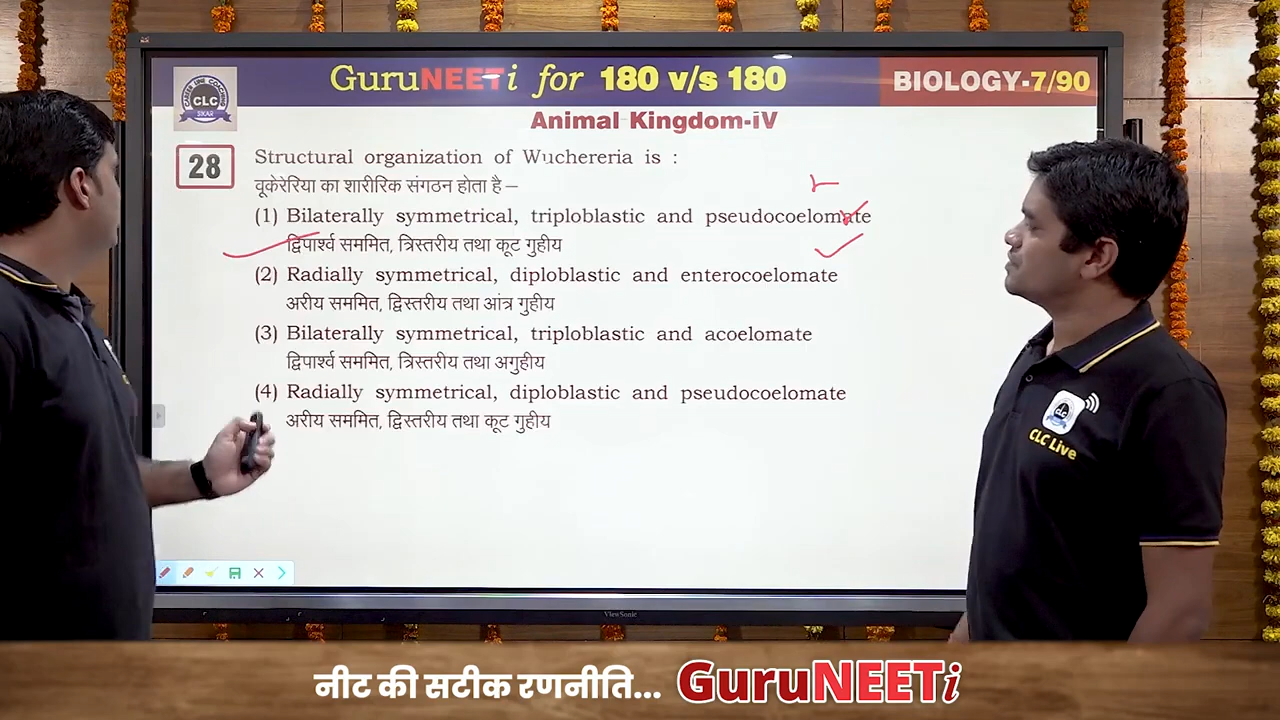 GuruNEETi for 180 v/s 180
BIOLOGY-7/90
CLC
SIKAR
Animal Kingdom-iV
28
Structural organization of Wuchereria is :
वूकेरेरिया का शारीरिक संगठन होता है –
(1) Bilaterally symmetrical, triploblastic and pseudocoelomate
द्विपार्श्व सममित, त्रिस्तरीय तथा कूट गुहीय
(2) Radially symmetrical, diploblastic and enterocoelomate
अरीय सममित, द्विस्तरीय तथा आंत्र गुहीय
(3) Bilaterally symmetrical, triploblastic and acoelomate
द्विपार्श्व सममित, त्रिस्तरीय तथा अगुहीय
(4) Radially symmetrical, diploblastic and pseudocoelomate
अरीय सममित, द्विस्तरीय तथा कूट गुहीय
CLC
CLC Live
ViewSonic
नीट की सटीक रणनीति... GuruNEETi